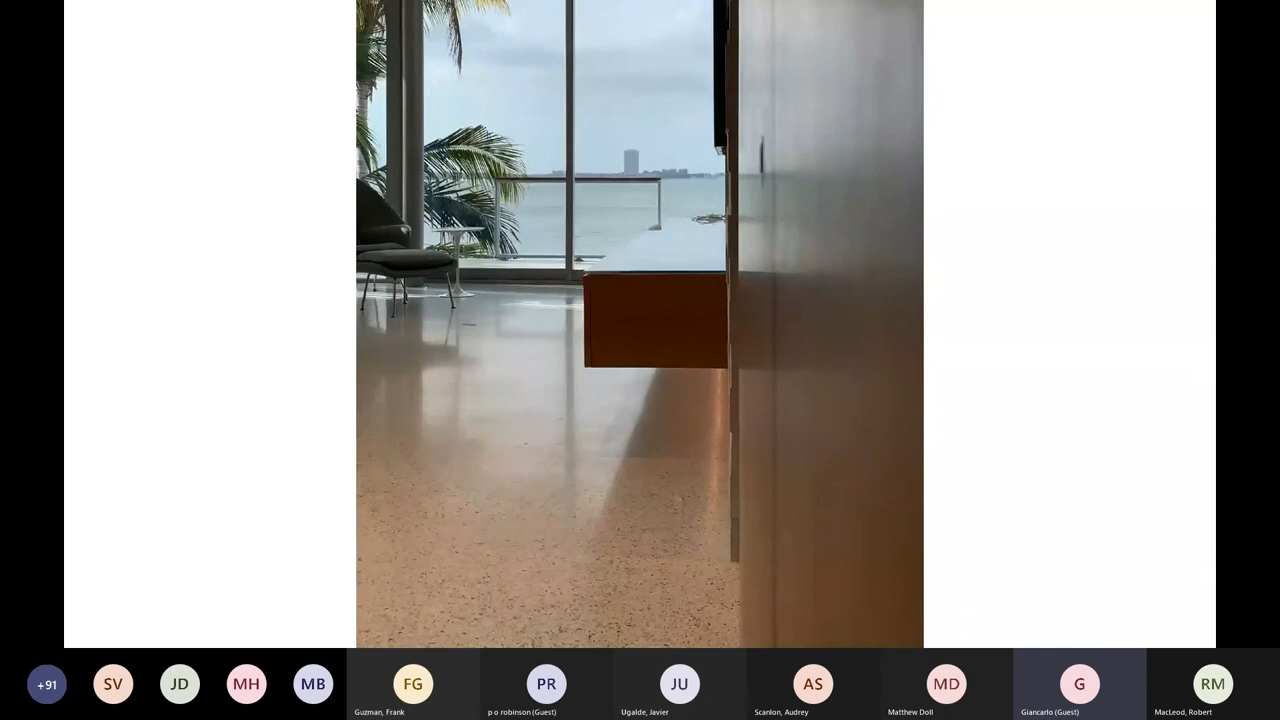 +91
SV
JD
MH
MB
FG
PR
JU
AS
MD
G
RM
Guzman, Frank
p o robinson (Guest)
Ugalde, Javier
Scanlon, Audrey
Matthew Doll
Giancarlo (Guest)
MacLeod, Robert